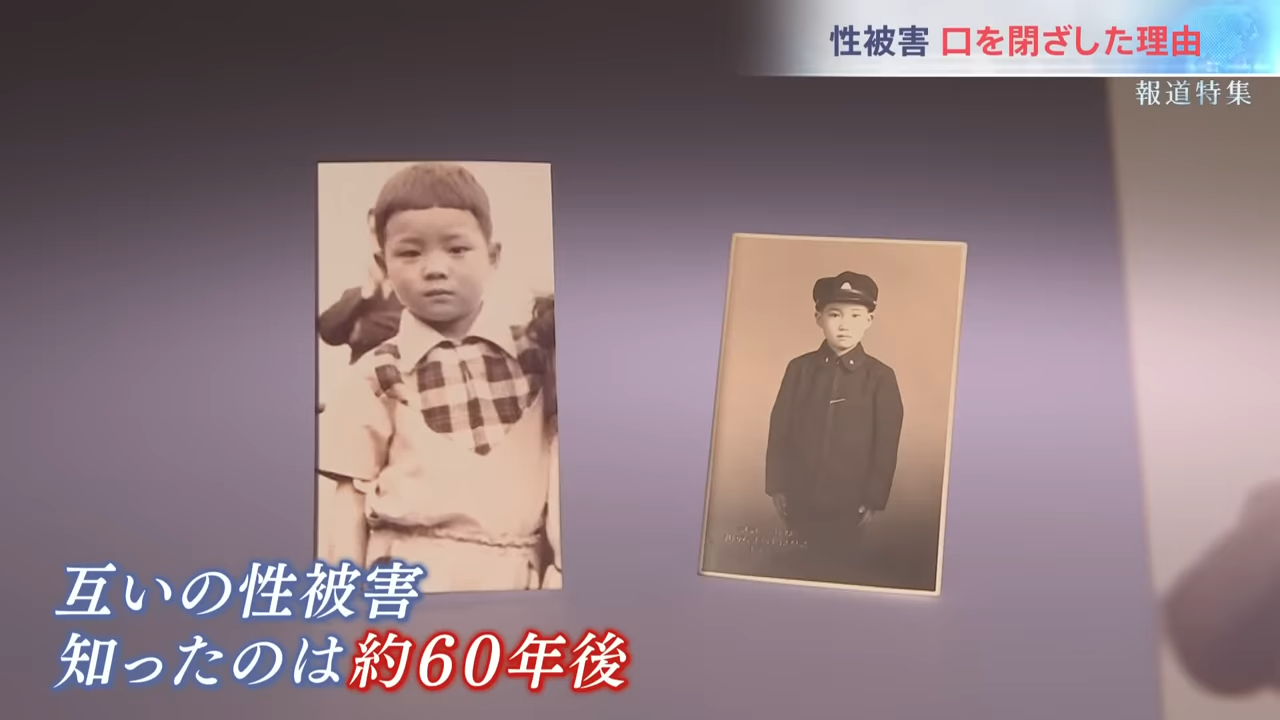 性被害 口を閉ざした理由
報道特集
互いの性被害
知ったのは約60年後